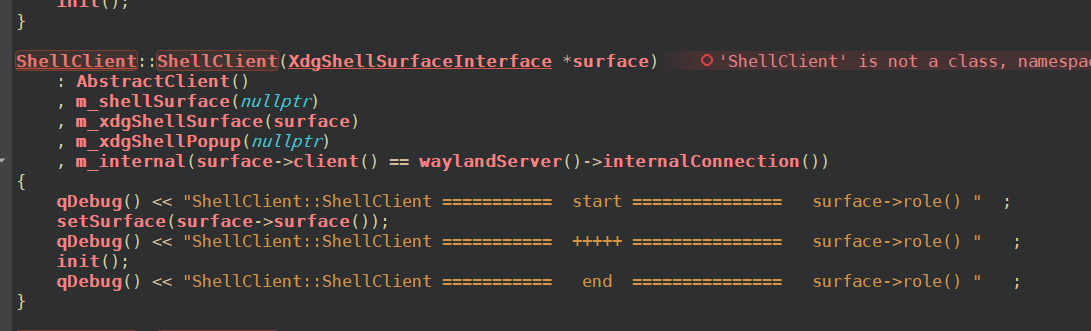 init();
}
ShellClient::ShellClient(XdgShellSurfaceInterface *surface) 'ShellClient' is not a class, namespac
: AbstractClient()
, m_shellSurface(nullptr)
, m_xdgShellSurface(surface)
, m_xdgShellPopup(nullptr)
, m_internal(surface->client() == waylandServer()->internalConnection())
{
qDebug() << "ShellClient::ShellClient =========== start =============== surface->role() " ;
setSurface(surface->surface());
qDebug() << "ShellClient::ShellClient =========== +++++ =============== surface->role() " ;
init();
qDebug() << "ShellClient::ShellClient =========== end =============== surface->role() " ;
}